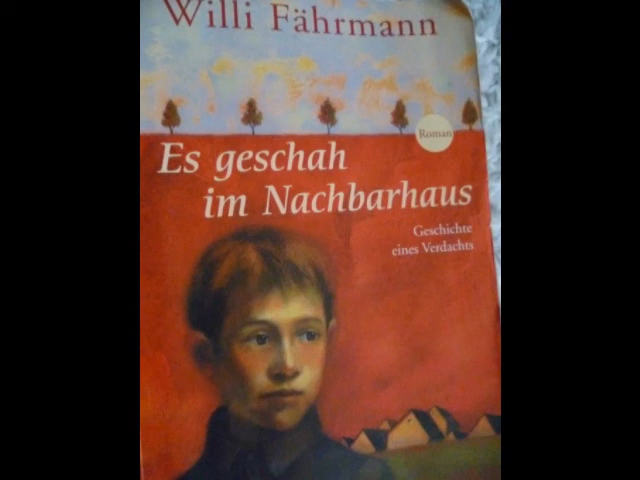 Willi Fährmann
Roman
Es geschah
im Nachbarhaus
Geschichte
eines Verdachts